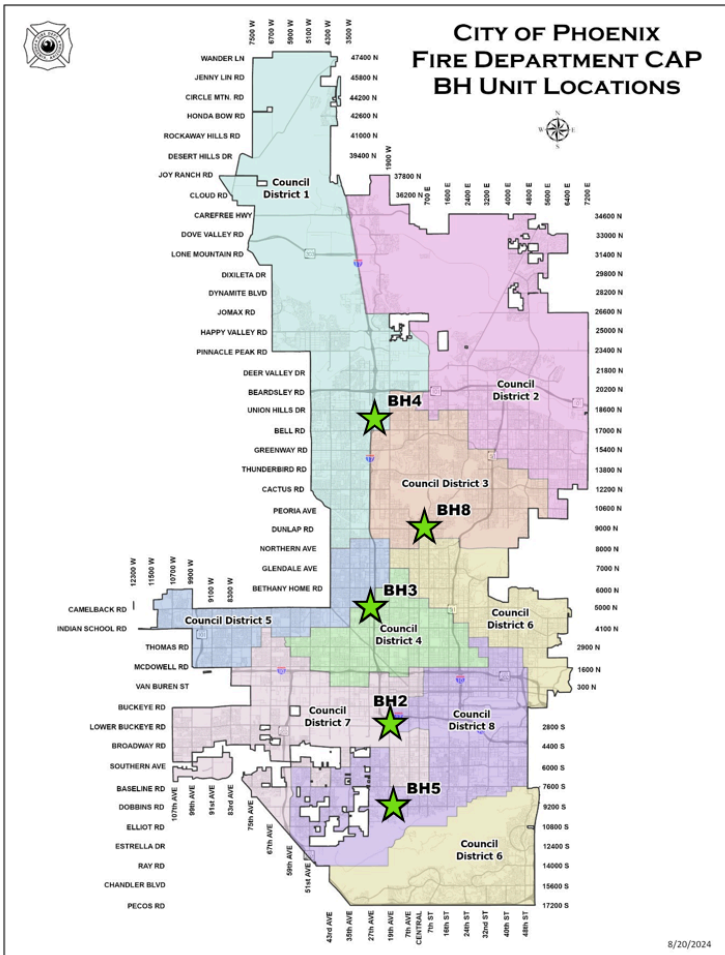 CITY OF PHOENIX
FIRE DEPARTMENT CAP
BH UNIT LOCATIONS
7500 W
6700 W
5900 W
5100 W
4300 W
3500 W
WANDER LN
47400 N
JENNY LIN RD
45800 N
CIRCLE MTN. RD
44200 N
HONDA BOW RD
42600 N
ROCKAWAY HILLS RD
41000 N
DESERT HILLS DR
39400 N
1900 W
JOY RANCH RD
37800 N
CLOUD RD
36200 N
700 E
1600 E
2400 E
3200 E
4000 E
4800 E
5600 E
6400 E
7200 E
Council
District 1
CAREFREE HWY
34600 N
DOVE VALLEY RD
33000 N
LONE MOUNTAIN RD
31400 N
DIXILETA DR
29800 N
DYNAMITE BLVD
28200 N
JOMAX RD
26600 N
HAPPY VALLEY RD
25000 N
PINNACLE PEAK RD
23400 N
DEER VALLEY DR
21800 N
BEARDSLEY RD
20200 N
Council
District 2
BH4
UNION HILLS DR
18600 N
BELL RD
17000 N
GREENWAY RD
15400 N
THUNDERBIRD RD
13800 N
Council District 3
CACTUS RD
12200 N
PEORIA AVE
10600 N
BH8
DUNLAP RD
9000 N
NORTHERN AVE
8000 N
GLENDALE AVE
7000 N
BETHANY HOME RD
6000 N
12300 W
11500 W
10700 W
9900 W
9100 W
8300 W
BH3
CAMELBACK RD
5000 N
Council District 5
Council
District 6
INDIAN SCHOOL RD
4100 N
Council
District 4
THOMAS RD
2900 N
MCDOWELL RD
1600 N
VAN BUREN ST
300 N
BUCKEYE RD
BH2
Council
District 7
Council
District 8
LOWER BUCKEYE RD
2800 S
BROADWAY RD
4400 S
SOUTHERN AVE
6000 S
BASELINE RD
7600 S
BH5
DOBBINS RD
9200 S
ELLIOT RD
10800 S
ESTRELLA DR
12400 S
Council
District 6
RAY RD
14000 S
CHANDLER BLVD
15600 S
PECOS RD
17200 S
107th AVE
99th AVE
91st AVE
83rd AVE
75th AVE
67th AVE
59th AVE
51st AVE
43rd AVE
35th AVE
27th AVE
19th AVE
7th AVE
CENTRAL
7th ST
16th ST
24th ST
32nd ST
40th ST
48th ST
8/20/2024